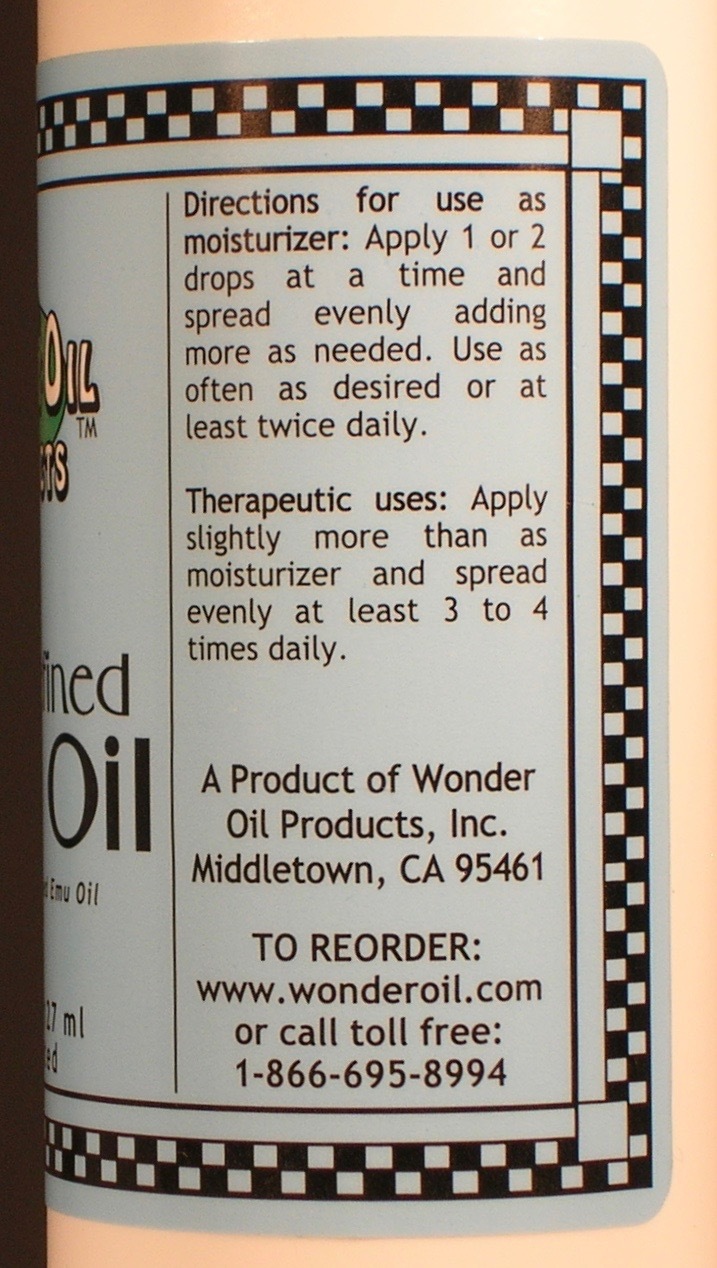 OIL
TM
Oil
Emu Oil
ml
Directions for use as
moisturizer: Apply 1 or 2
drops at a time and
spread evenly adding
more as needed. Use as
often as desired or at
least twice daily.
Therapeutic uses: Apply
slightly more than as
moisturizer and spread
evenly at least 3 to 4
times daily.
A Product of Wonder
Oil Products, Inc.
Middletown, CA 95461
TO REORDER:
www.wonderoil.com
or call toll free:
1-866-695-8994